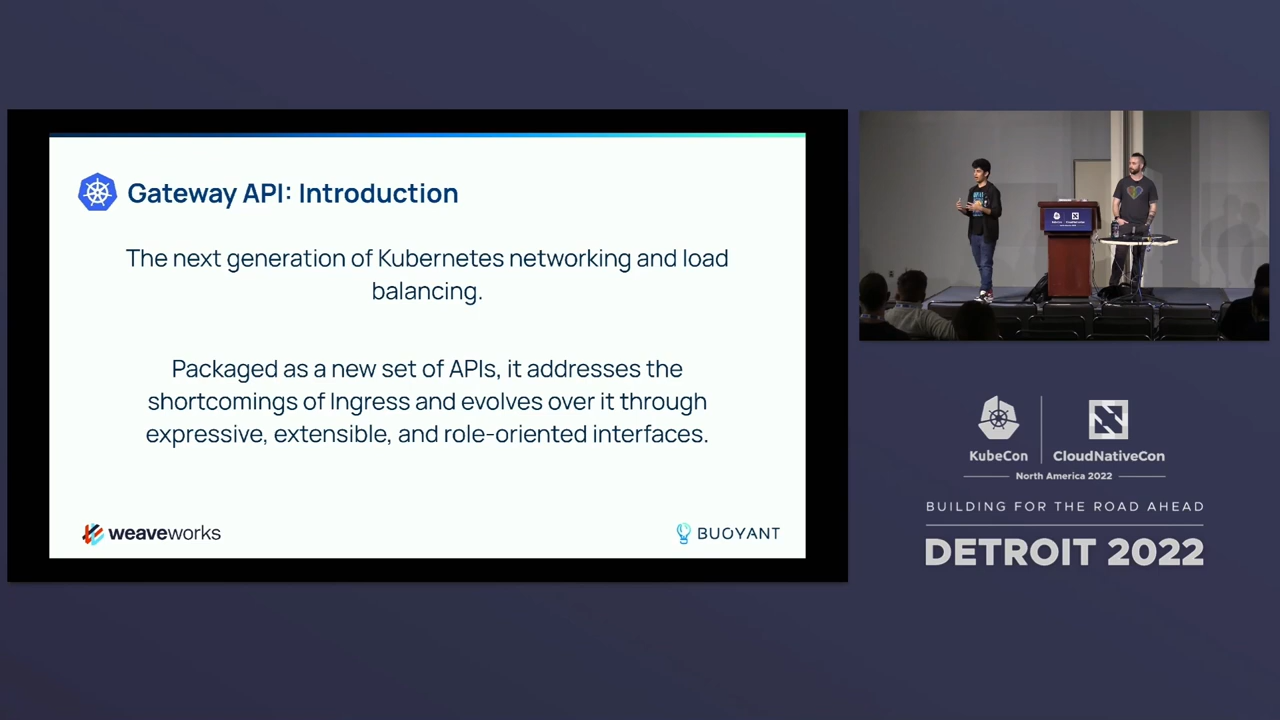 Gateway API: Introduction
The next generation of Kubernetes networking and load
balancing.
Packaged as a new set of APIs, it addresses the
shortcomings of Ingress and evolves over it through
expressive, extensible, and role-oriented interfaces.
weaveworks
BUOYANT
KubeCon
CloudNativeCon
North America 2022
BUILDING FOR THE ROAD AHEAD
DETROIT 2022